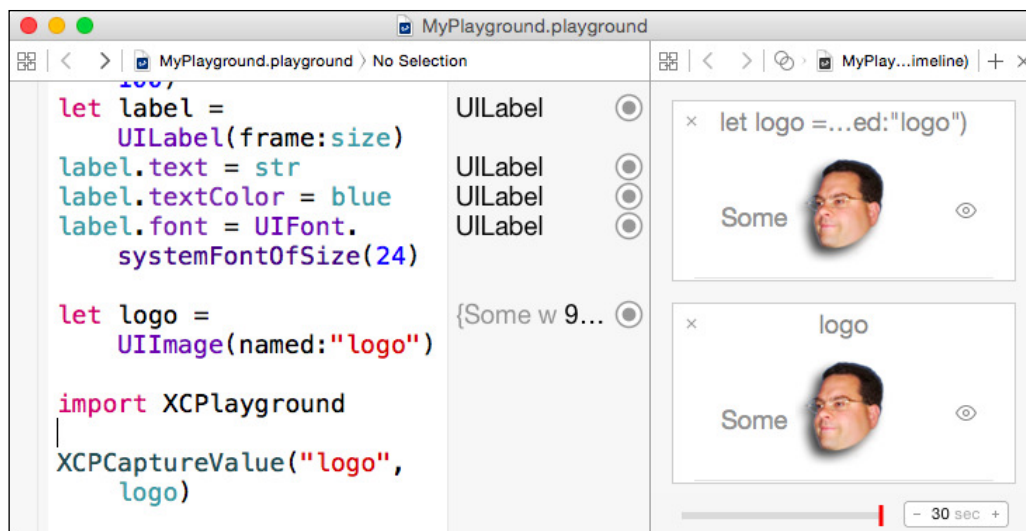 MyPlayground.playground
MyPlayground.playground 〉 No Selection
MyPlay...imeline)
100)
let label =
UILabel(frame:size)
label.text = str
label.textColor = blue
label.font = UIFont.
systemFontOfSize(24)
let logo =
UIImage(named:"logo")
import XCPlayground
XCPCaptureValue("logo",
logo)
UILabel
UILabel
UILabel
UILabel
{Some w 9...
let logo =...ed:"logo")
Some
logo
Some
- 30 sec +